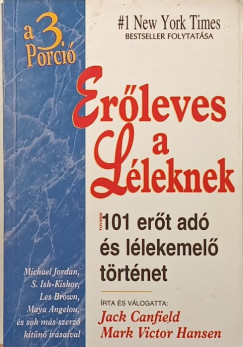 a 3.
Porció
#1 New York Times
BESTSELLER FOLYTATÁSA
Erőleves
a
Léleknek
101 erőt adó
és lélekemelő
történet
Michael Jordan,
S. Ish-Kishor,
Les Brown,
Maya Angelou,
és sok más szerző
kitűnő írásaival
ÍRTA ÉS VÁLOGATTA:
Jack Canfield
Mark Victor Hansen